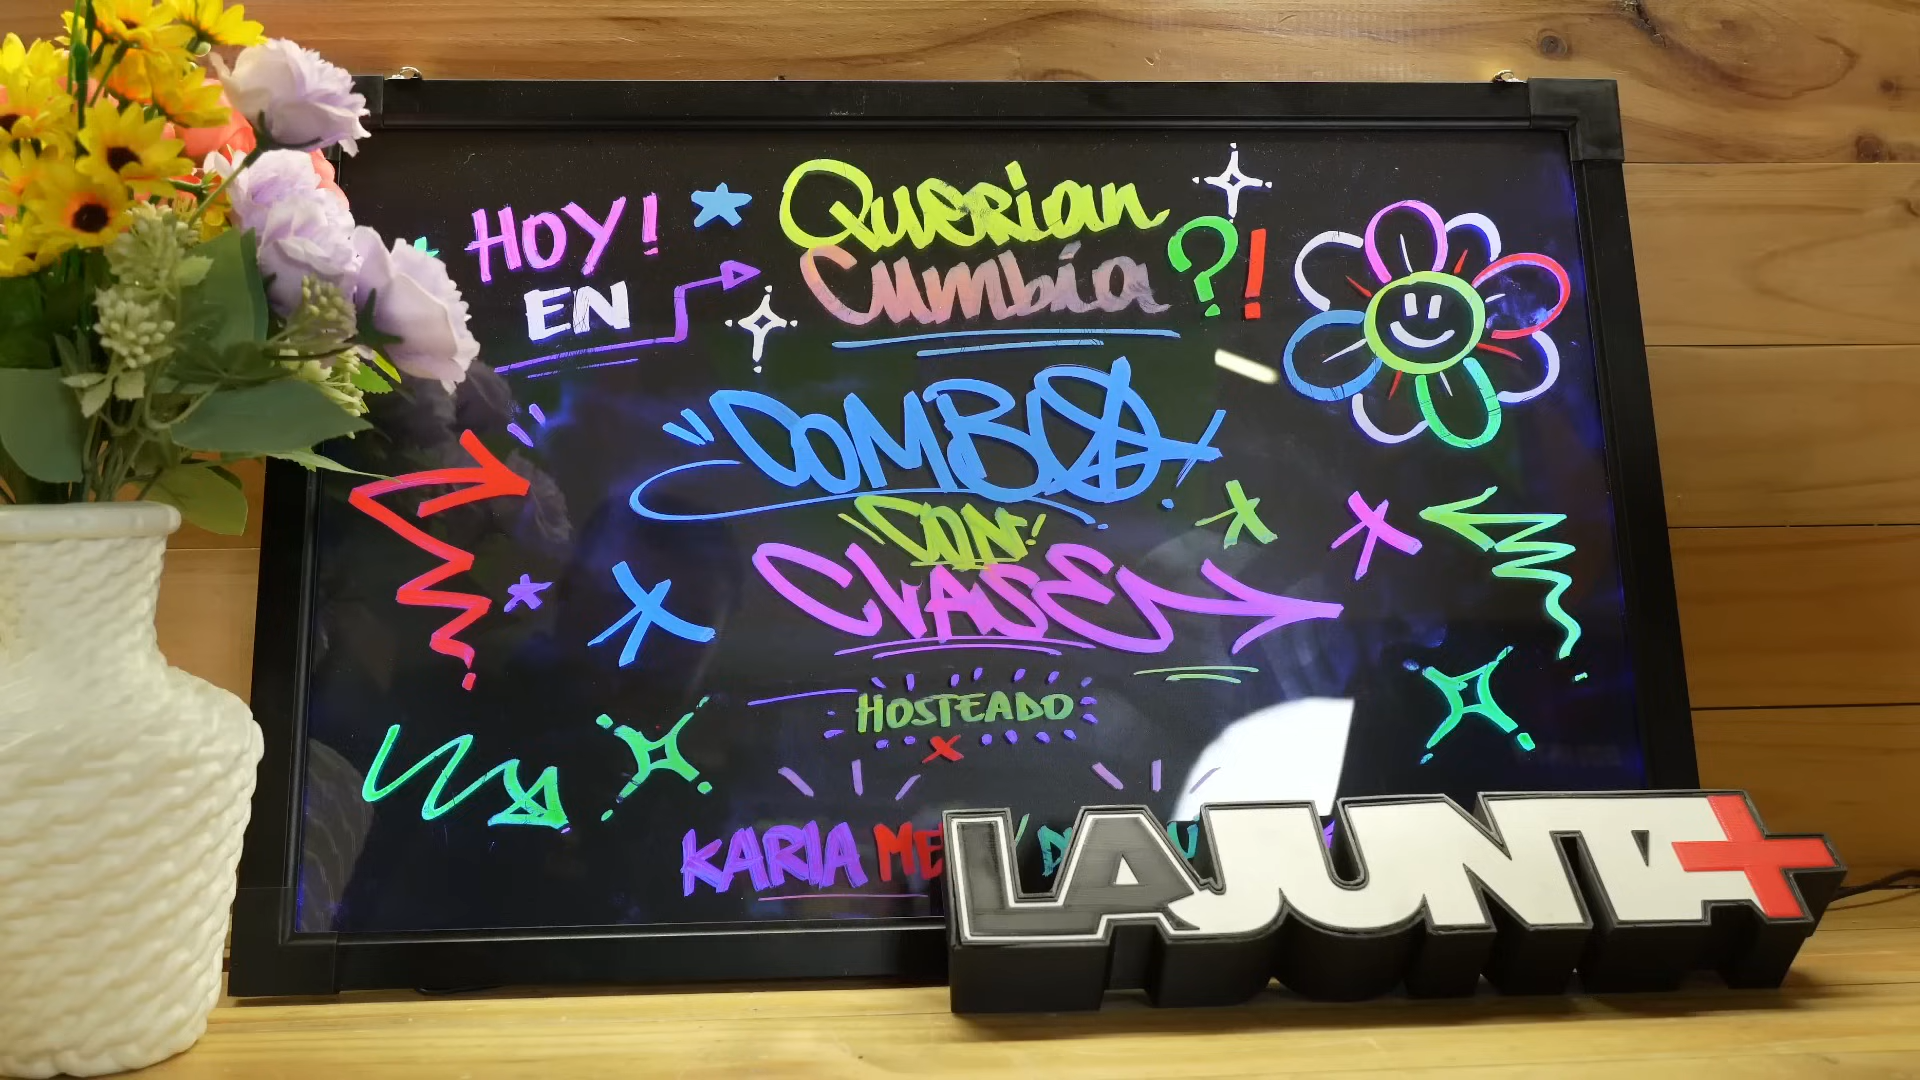 HOY!
EN
Querian
Cumbia
?!
COMBO
CON
CLASE
HOSTEADO
X
KARIA
LAJUNTA+